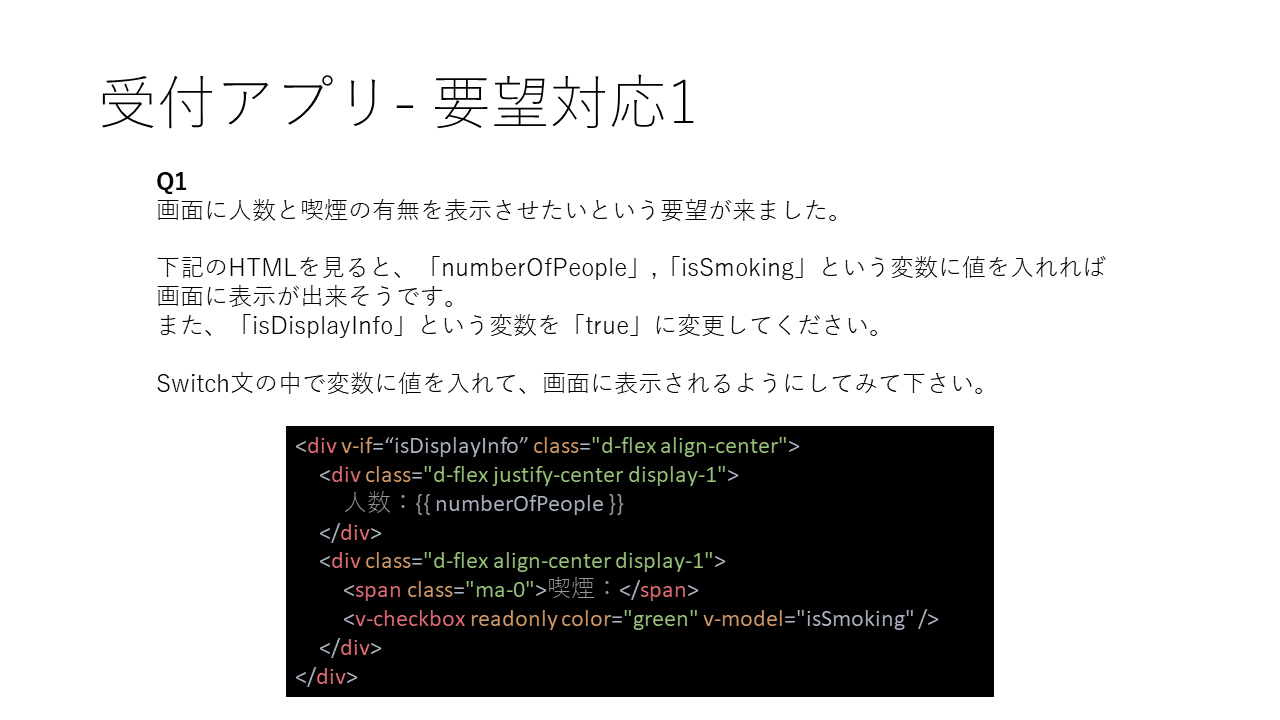 受付アプリ- 要望対応1
Q1
画面に人数と喫煙の有無を表示させたいという要望が来ました。
下記のHTMLを見ると、「numberOfPeople」,「isSmoking」という変数に値を入れれば
画面に表示が出来そうです。
また、「isDisplayInfo」という変数を「true」に変更してください。
Switch文の中で変数に値を入れて、画面に表示されるようにしてみて下さい。
<div v-if=“isDisplayInfo” class="d-flex align-center">
<div class="d-flex justify-center display-1">
人数：{{ numberOfPeople }}
</div>
<div class="d-flex align-center display-1">
<span class="ma-0">喫煙：</span>
<v-checkbox readonly color="green" v-model="isSmoking" />
</div>
</div>